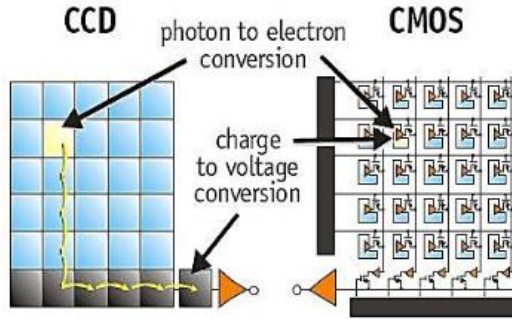 CCD
CMOS
photon to electron
conversion
charge
to voltage
conversion